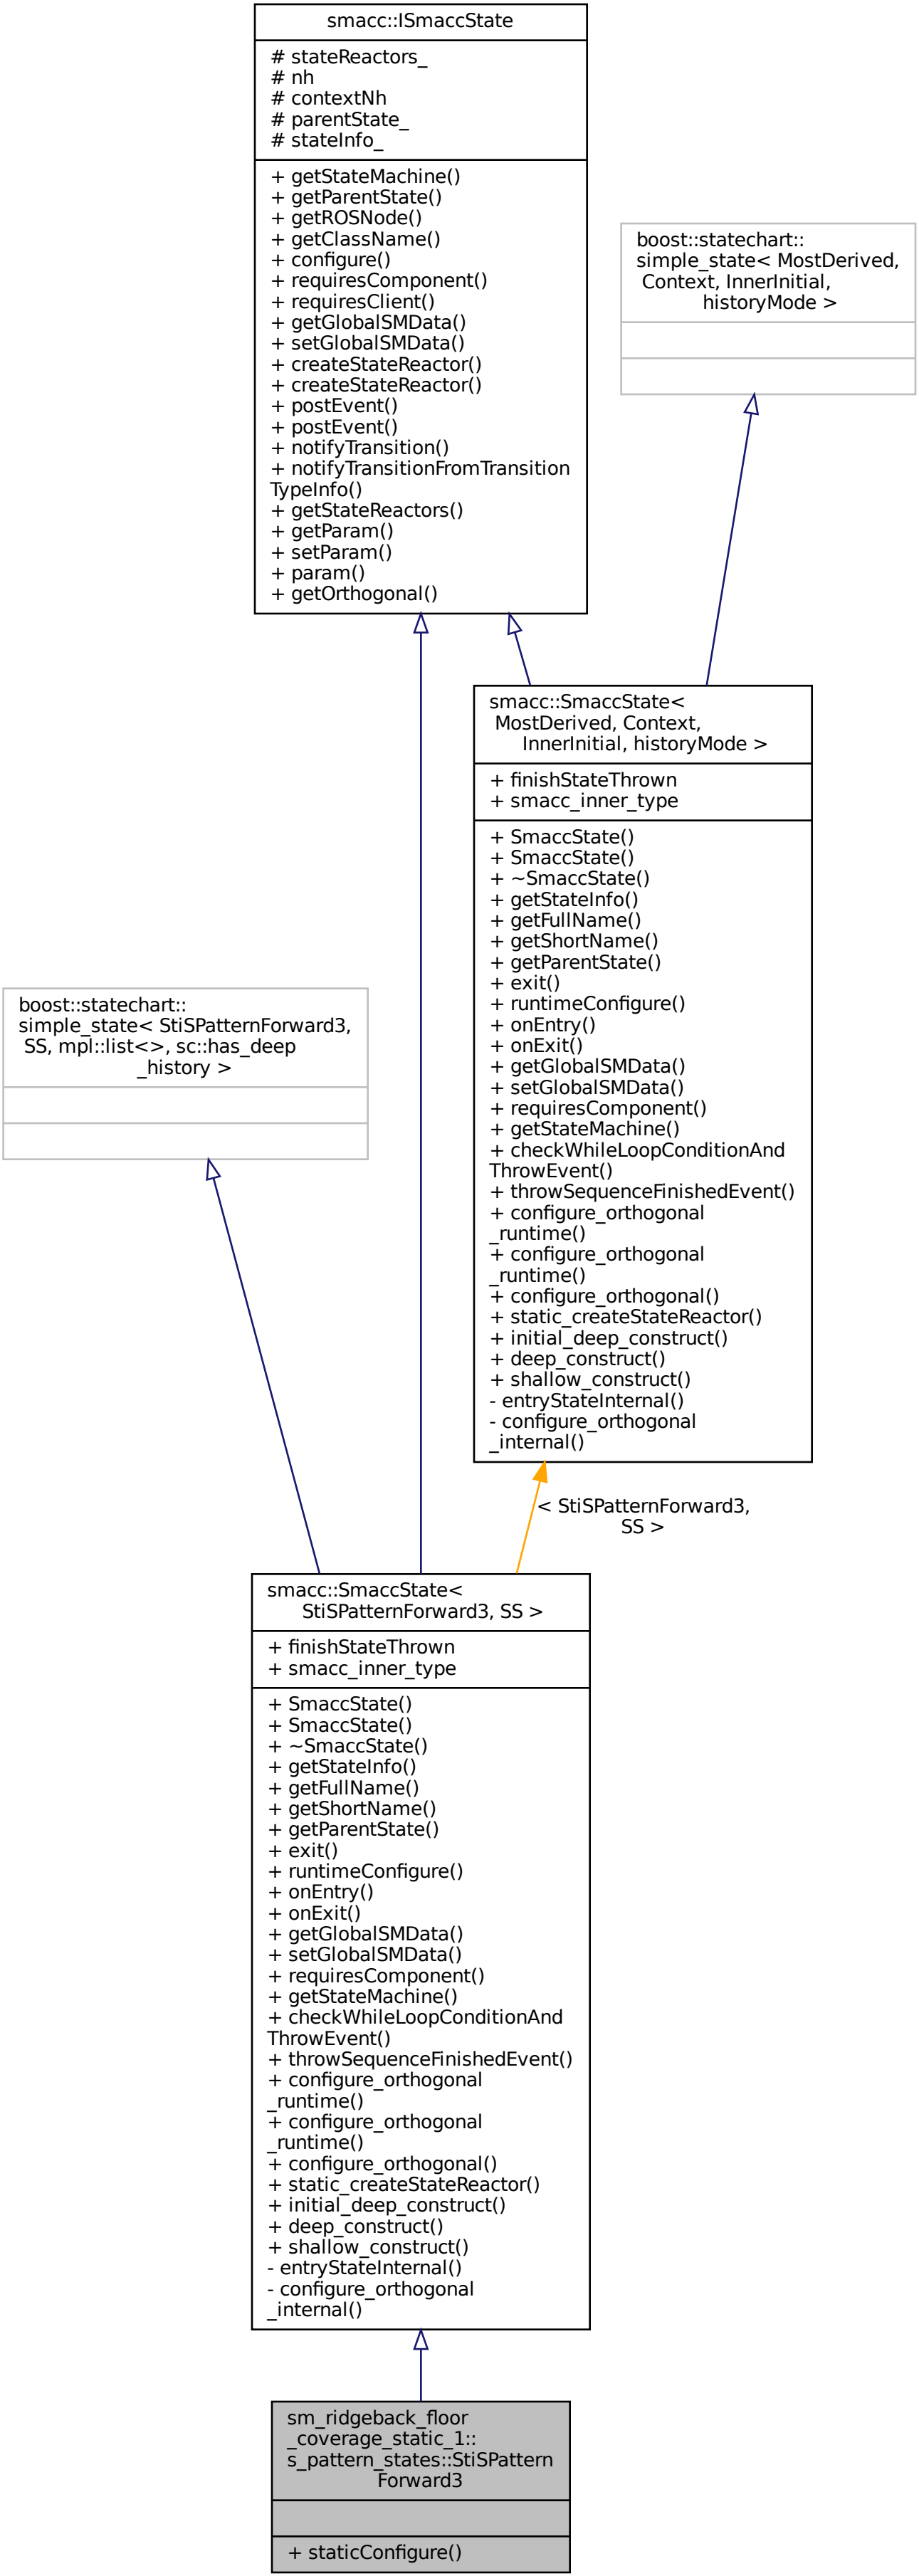 smacc::ISmaccState
# stateReactors_
# nh
# contextNh
# parentState_
# stateInfo_
+ getStateMachine()
+ getParentState()
+ getROSNode()
+ getClassName()
+ configure()
+ requiresComponent()
+ requiresClient()
+ getGlobalSMData()
+ setGlobalSMData()
+ createStateReactor()
+ createStateReactor()
+ postEvent()
+ postEvent()
+ notifyTransition()
+ notifyTransitionFromTransition
TypeInfo()
+ getStateReactors()
+ getParam()
+ setParam()
+ param()
+ getOrthogonal()
boost::statechart::
simple_state< MostDerived,
Context, InnerInitial,
historyMode >
smacc::SmaccState<
MostDerived, Context,
InnerInitial, historyMode >
+ finishStateThrown
+ smacc_inner_type
+ SmaccState()
+ SmaccState()
+ ~SmaccState()
+ getStateInfo()
+ getFullName()
+ getShortName()
+ getParentState()
+ exit()
+ runtimeConfigure()
+ onEntry()
+ onExit()
+ getGlobalSMData()
+ setGlobalSMData()
+ requiresComponent()
+ getStateMachine()
+ checkWhileLoopConditionAnd
ThrowEvent()
+ throwSequenceFinishedEvent()
+ configure_orthogonal
_runtime()
+ configure_orthogonal
_runtime()
+ configure_orthogonal()
+ static_createStateReactor()
+ initial_deep_construct()
+ deep_construct()
+ shallow_construct()
- entryStateInternal()
- configure_orthogonal
_internal()
boost::statechart::
simple_state< StiSPatternForward3,
SS, mpl::list<>, sc::has_deep
_history >
< StiSPatternForward3,
SS >
smacc::SmaccState<
StiSPatternForward3, SS >
+ finishStateThrown
+ smacc_inner_type
+ SmaccState()
+ SmaccState()
+ ~SmaccState()
+ getStateInfo()
+ getFullName()
+ getShortName()
+ getParentState()
+ exit()
+ runtimeConfigure()
+ onEntry()
+ onExit()
+ getGlobalSMData()
+ setGlobalSMData()
+ requiresComponent()
+ getStateMachine()
+ checkWhileLoopConditionAnd
ThrowEvent()
+ throwSequenceFinishedEvent()
+ configure_orthogonal
_runtime()
+ configure_orthogonal
_runtime()
+ configure_orthogonal()
+ static_createStateReactor()
+ initial_deep_construct()
+ deep_construct()
+ shallow_construct()
- entryStateInternal()
- configure_orthogonal
_internal()
sm_ridgeback_floor
_coverage_static_1::
s_pattern_states::StiSPattern
Forward3
+ staticConfigure()